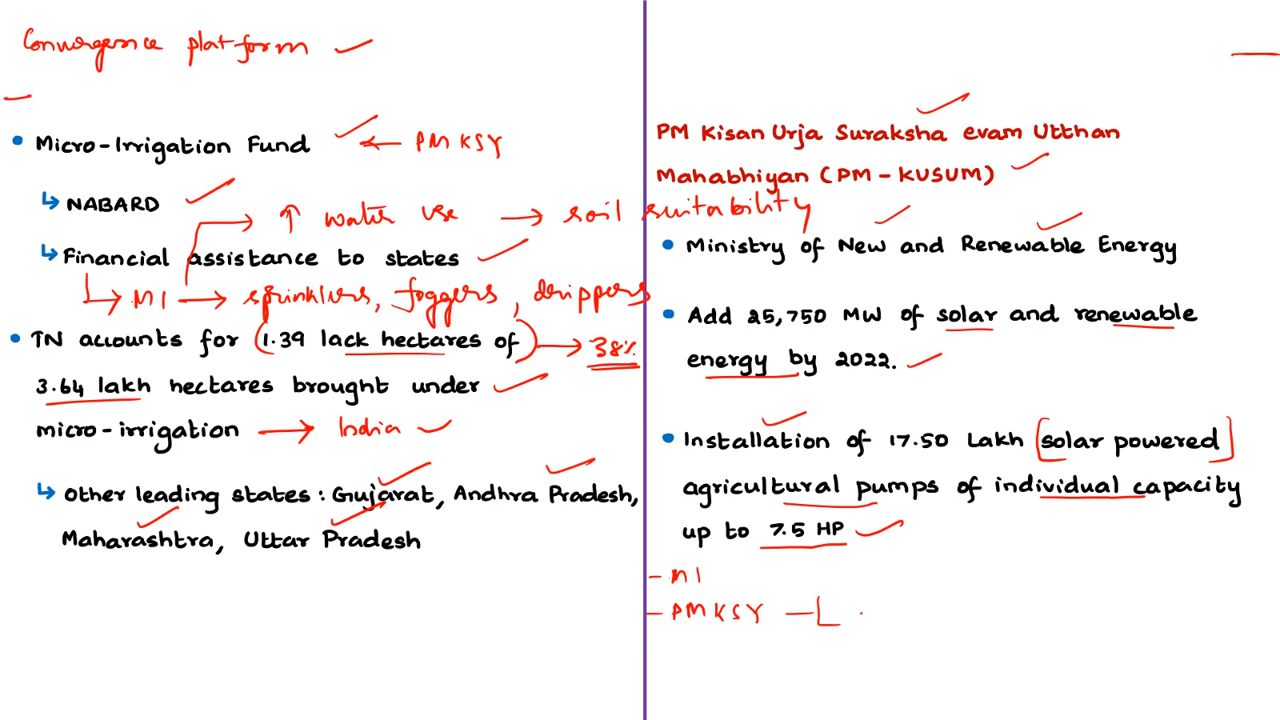 Convergence platform
Micro-Irrigation Fund ← PMKSY
↳ NABARD
→ ↑ water use → soil suitability
↳ Financial assistance to states
→ MI → sprinklers, foggers, drippers
TN accounts for (1.39 lack hectares of) → 38%
3.64 lakh hectares brought under
micro-irrigation → India
↳ Other leading states: Gujarat, Andhra Pradesh,
Maharashtra, Uttar Pradesh
PM Kisan Urja Suraksha evam Utthan
Mahabhiyan (PM - KUSUM)
Ministry of New and Renewable Energy
Add 25,750 MW of solar and renewable
energy by 2022.
Installation of 17.50 Lakh [solar powered]
agricultural pumps of individual capacity
up to 7.5 HP
- MI
- PMKSY -